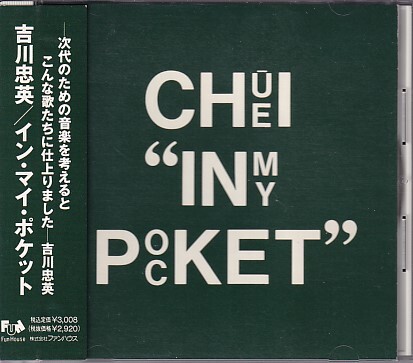 吉川忠英／イン・マイ・ポケット
──次代のための音楽を考えると
こんな歌たちに仕上りました──吉川忠英
税込定価￥3,008
(税抜価格￥2,920)
Fun
FunHouse
株式会社ファンハウス
CHŪEI
“IN MY
POCKET”